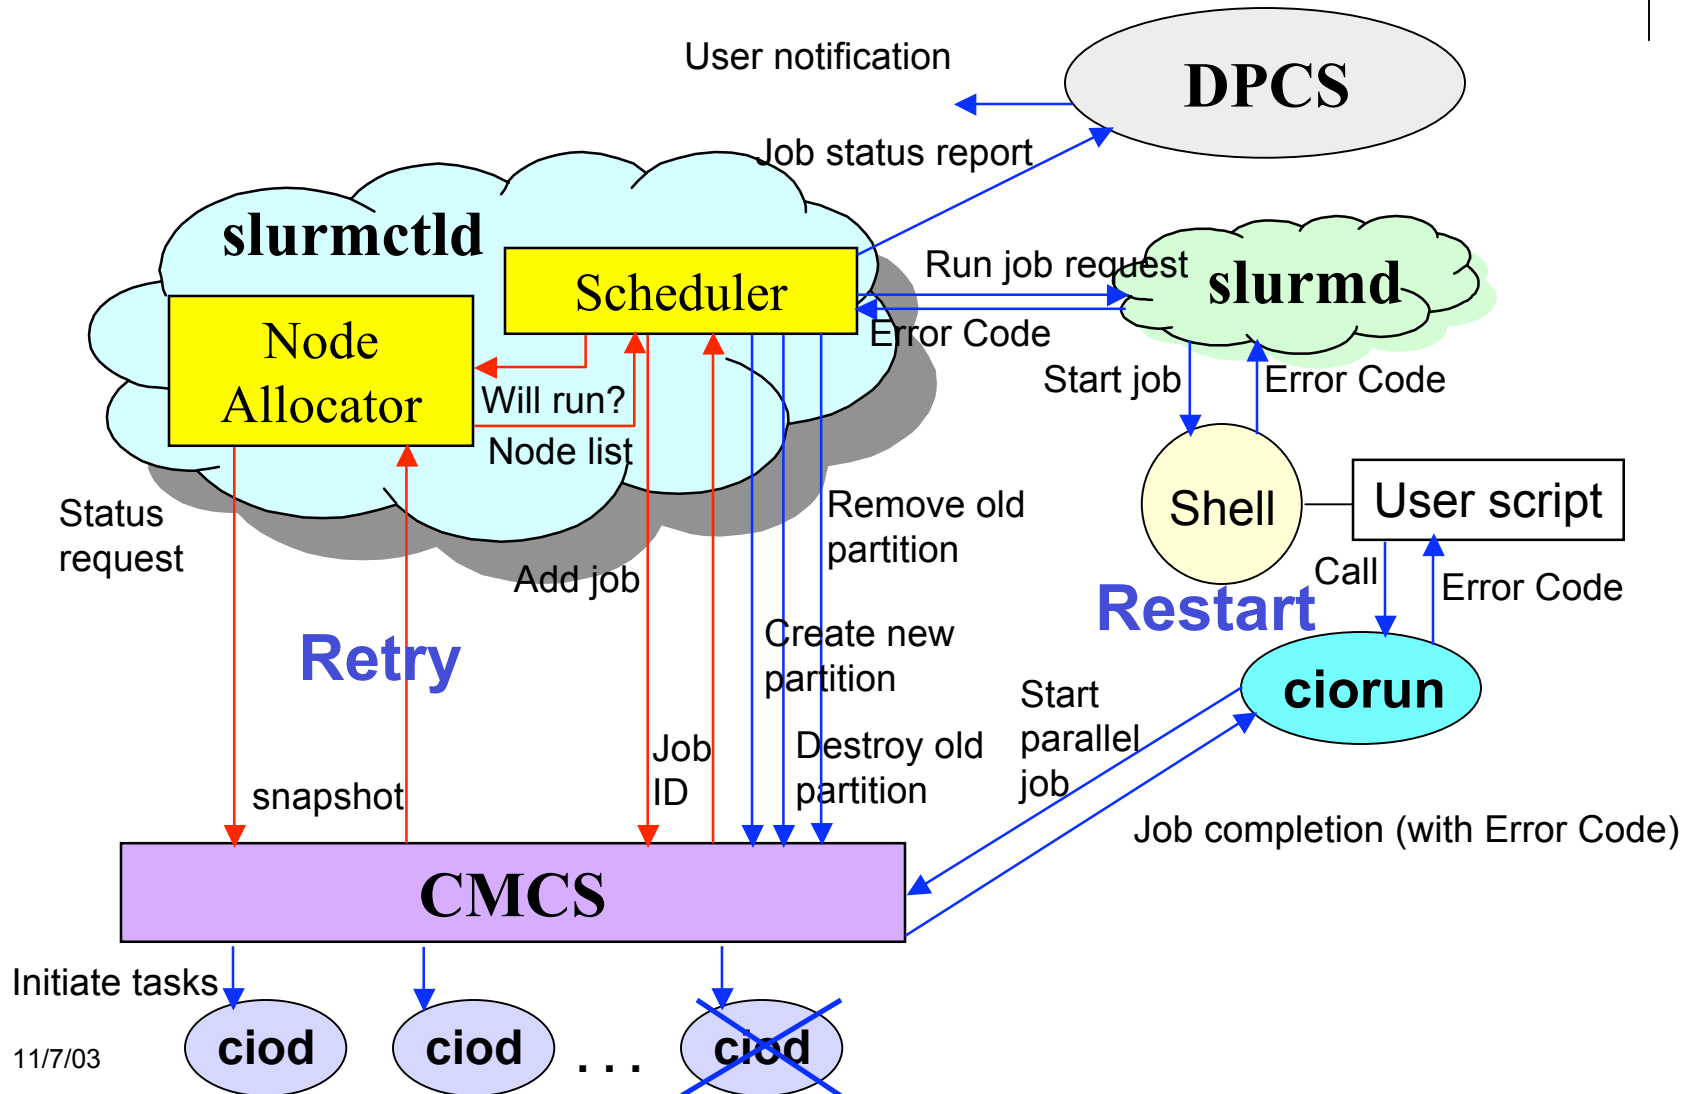 User notification
DPCS
Job status report
slurmctld
Scheduler
Run job request
slurmd
Error Code
Node
Allocator
Will run?
Node list
Start job
Error Code
Shell
User script
Status
request
Remove old
partition
Add job
Call
Error Code
Restart
Retry
Create new
partition
ciorun
Start
parallel
job
Job
ID
Destroy old
partition
snapshot
Job completion (with Error Code)
CMCS
Initiate tasks
ciod
ciod
. . .
ciod
11/7/03